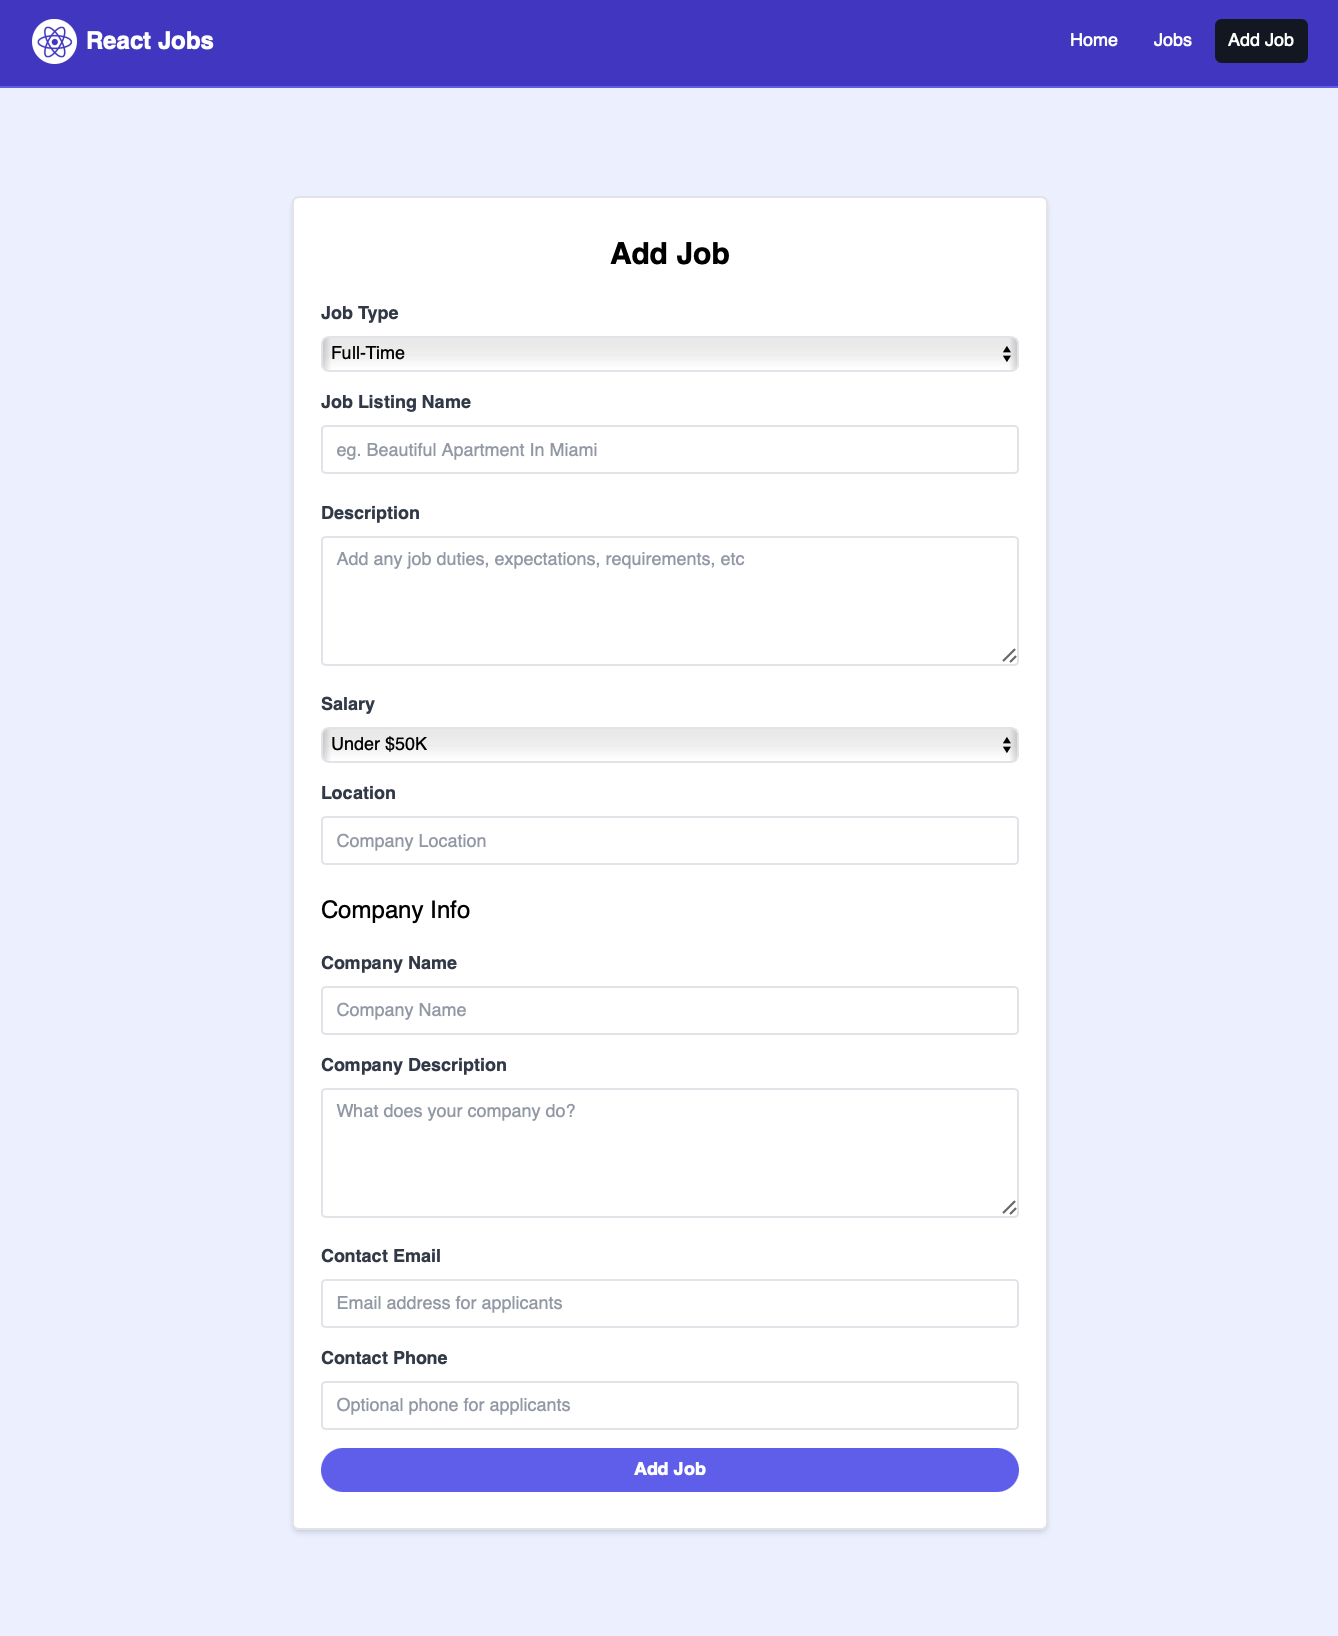 React Jobs
Home
Jobs
Add Job
Add Job
Job Type
Full-Time
Job Listing Name
eg. Beautiful Apartment In Miami
Description
Add any job duties, expectations, requirements, etc
Salary
Under $50K
Location
Company Location
Company Info
Company Name
Company Name
Company Description
What does your company do?
Contact Email
Email address for applicants
Contact Phone
Optional phone for applicants
Add Job